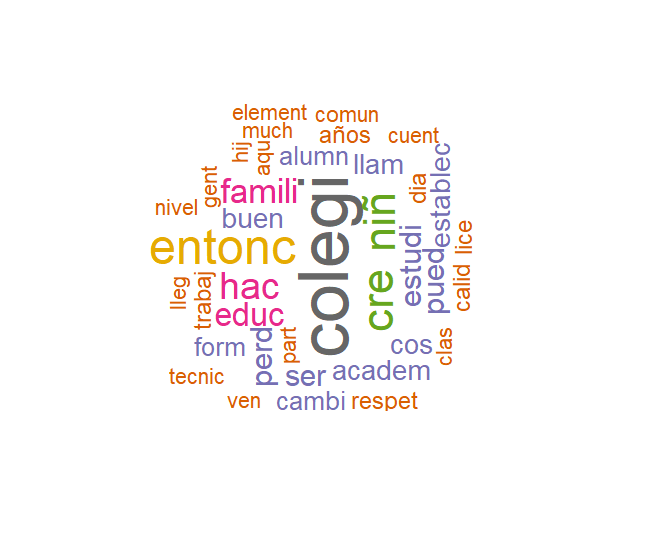 element
comun
much
años
cuent
hij
aqu
alumn
llam
establec
gent
famili
colegi
niñ
dia
nivel
buen
entonc
cre
estudi
pued
calid
lice
lleg
trabaj
hac
educ
form
perd
part
cos
clas
tecnic
ser
academ
ven
cambi
respet